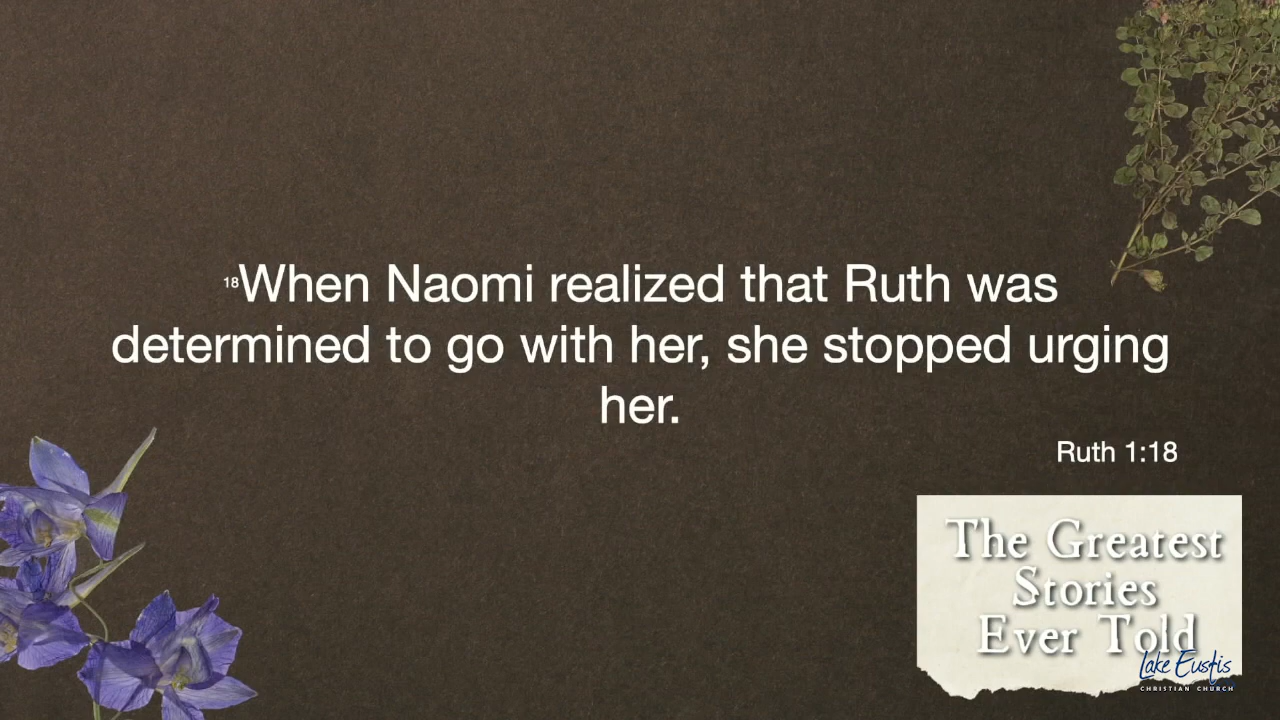 18When Naomi realized that Ruth was
determined to go with her, she stopped urging
her.
Ruth 1:18
The Greatest
Stories
Ever Told
Lake Eustis
CHRISTIAN CHURCH